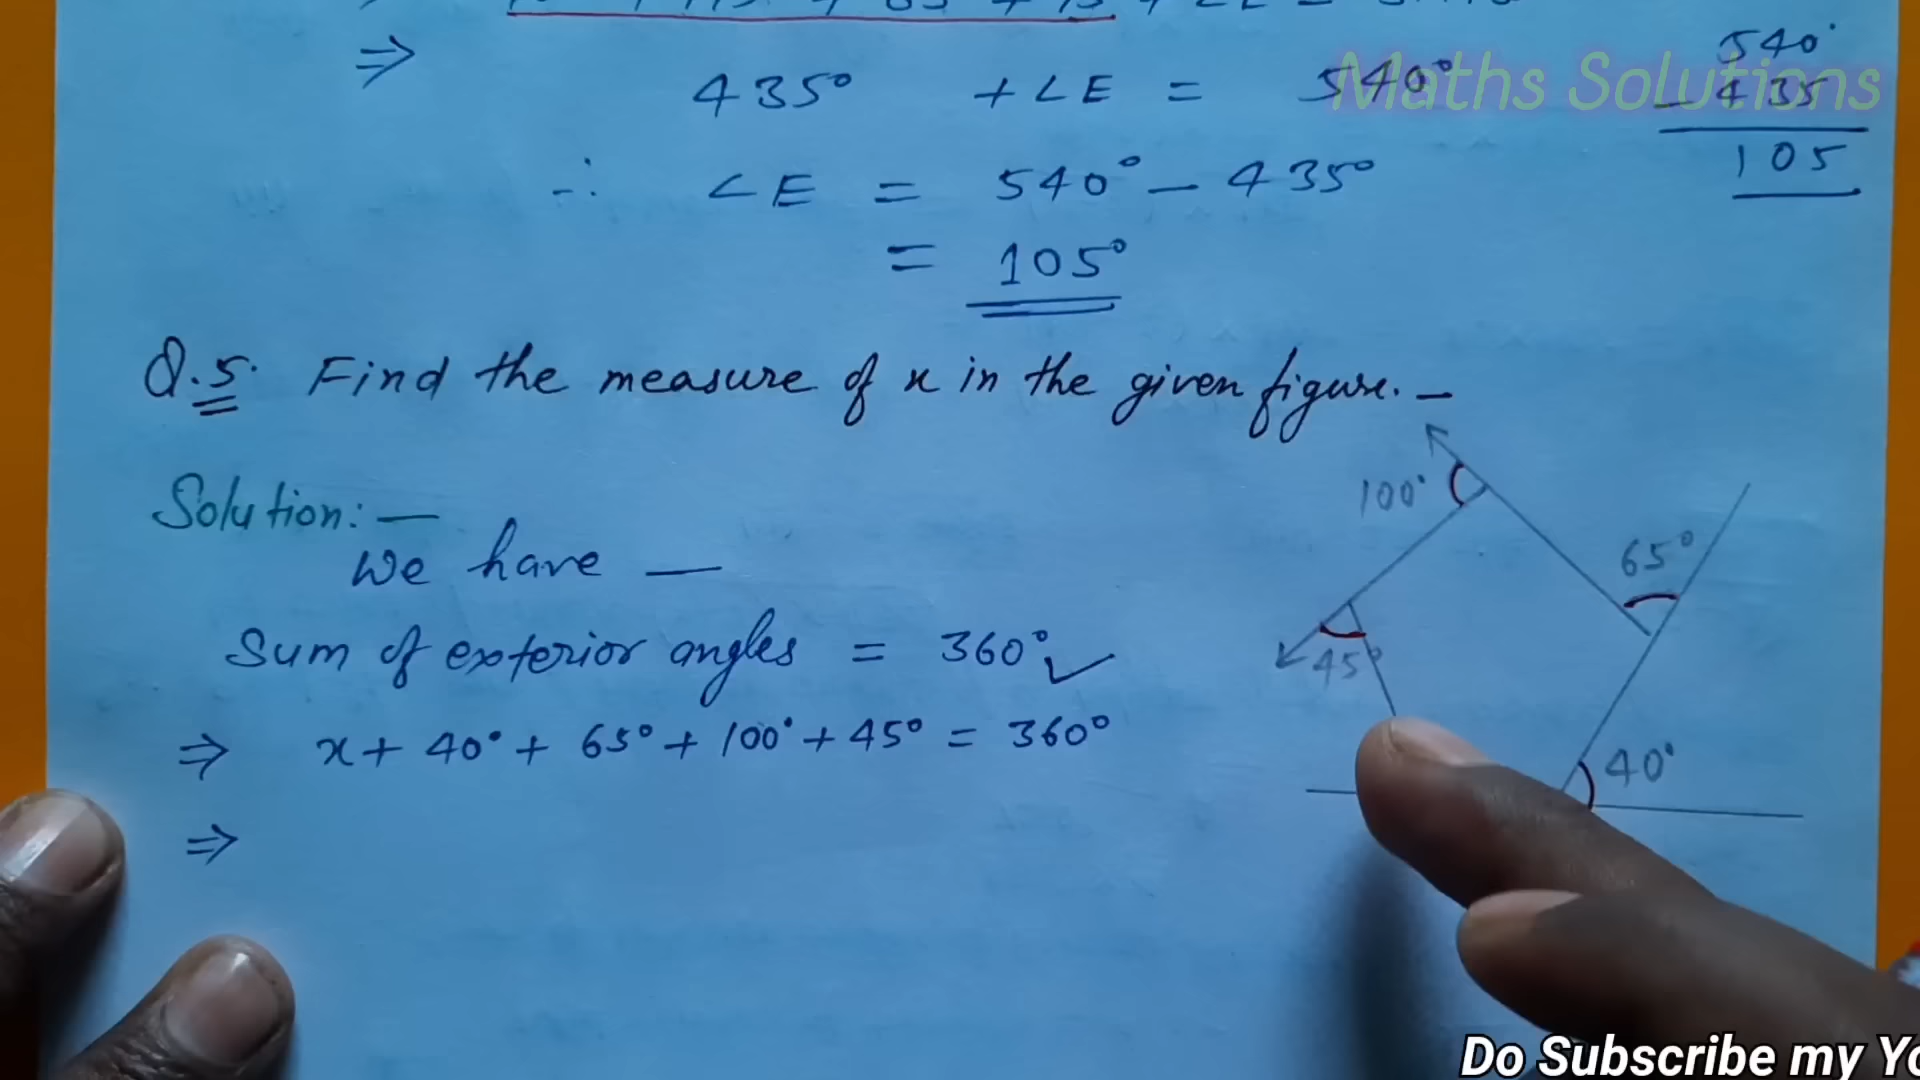 ⇒ 435° + ∠E = 540°
∴ ∠E = 540° - 435°
= 105°
540°
- 435
105
Maths Solutions
Q.5. Find the measure of x in the given figure. —
Solution: —
We have —
Sum of exterior angles = 360° ✓
⇒ x + 40° + 65° + 100° + 45° = 360°
⇒
100°
65°
45°
40°
Do Subscribe my Yo